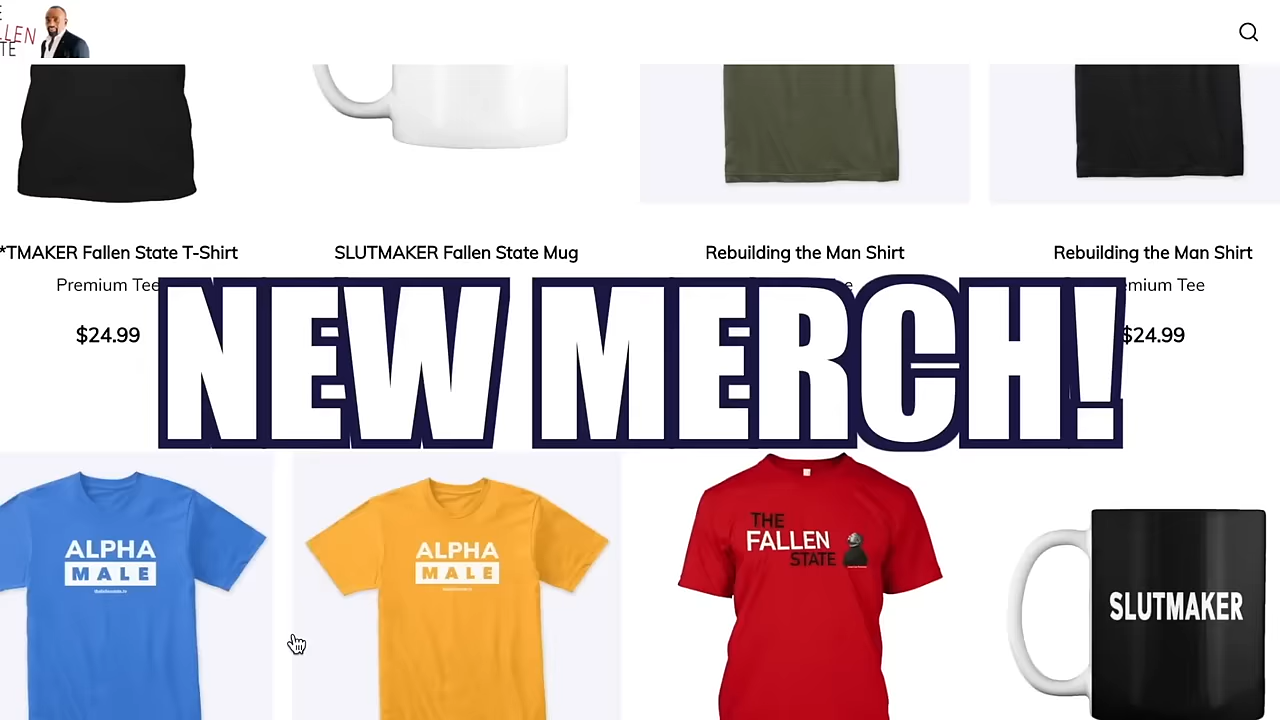 LLEN
TE
*TMAKER Fallen State T-Shirt
SLUTMAKER Fallen State Mug
Rebuilding the Man Shirt
Rebuilding the Man Shirt
Premium Tee
emium Tee
$24.99
$24.99
NEW MERCH!
ALPHA
MALE
ALPHA
MALE
THE
FALLEN
STATE
SLUTMAKER